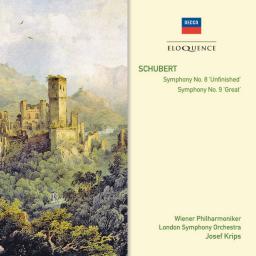 DECCA
ELOQUENCE
SCHUBERT
Symphony No. 8 'Unfinished'
Symphony No. 9 'Great'
Wiener Philharmoniker
London Symphony Orchestra
Josef Krips